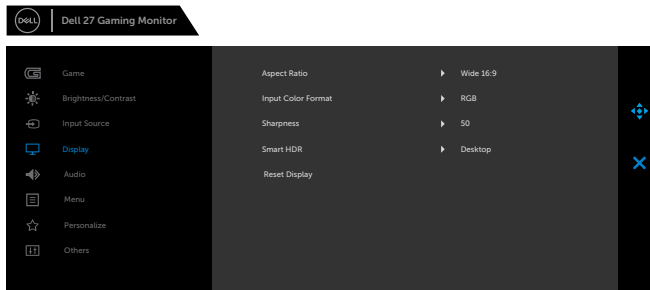 DELL
Dell 27 Gaming Monitor
Game
Aspect Ratio Wide 16:9
Brightness/Contrast Input Color Format RGB
Input Source Sharpness 50
Display Smart HDR Desktop
Audio Reset Display
Menu
Personalize
Others